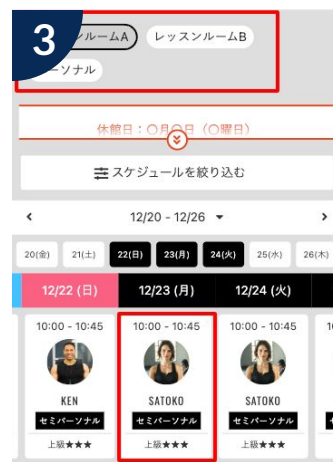 3
ンルームA レッスンルームB
ソナル
休館日：〇月〇日（〇曜日）
スケジュールを絞り込む
< 12/20 - 12/26 >
20(金) 21(土) 22(日) 23(月) 24(火) 25(水) 26(木)
12/22 (日) 12/23 (月) 12/24 (火)
10:00 - 10:45 10:00 - 10:45 10:00 - 10:45
KEN SATOKO SATOKO
セミパーソナル セミパーソナル セミパーソナル
上級★★★ 上級★★★ 上級★★★